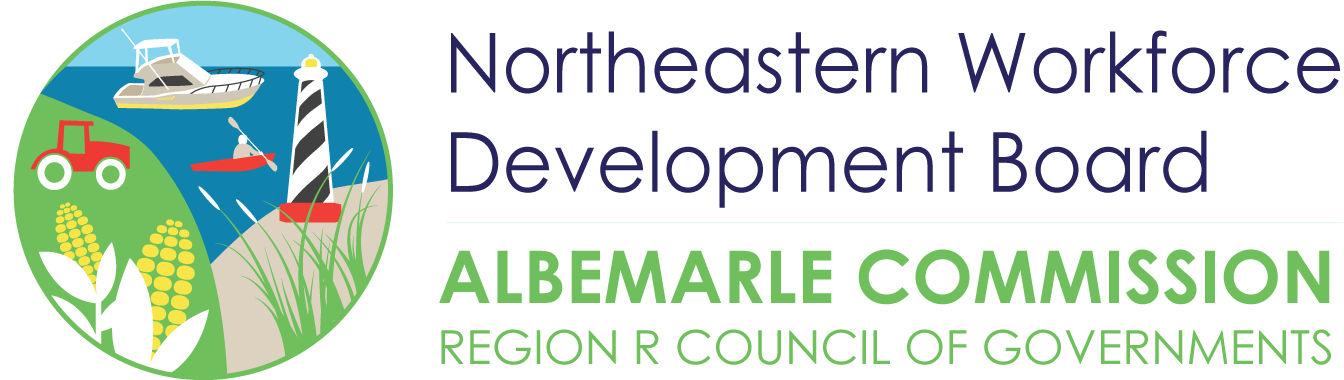 Northeastern Workforce
Development Board
ALBEMARLE COMMISSION
REGION R COUNCIL OF GOVERNMENTS